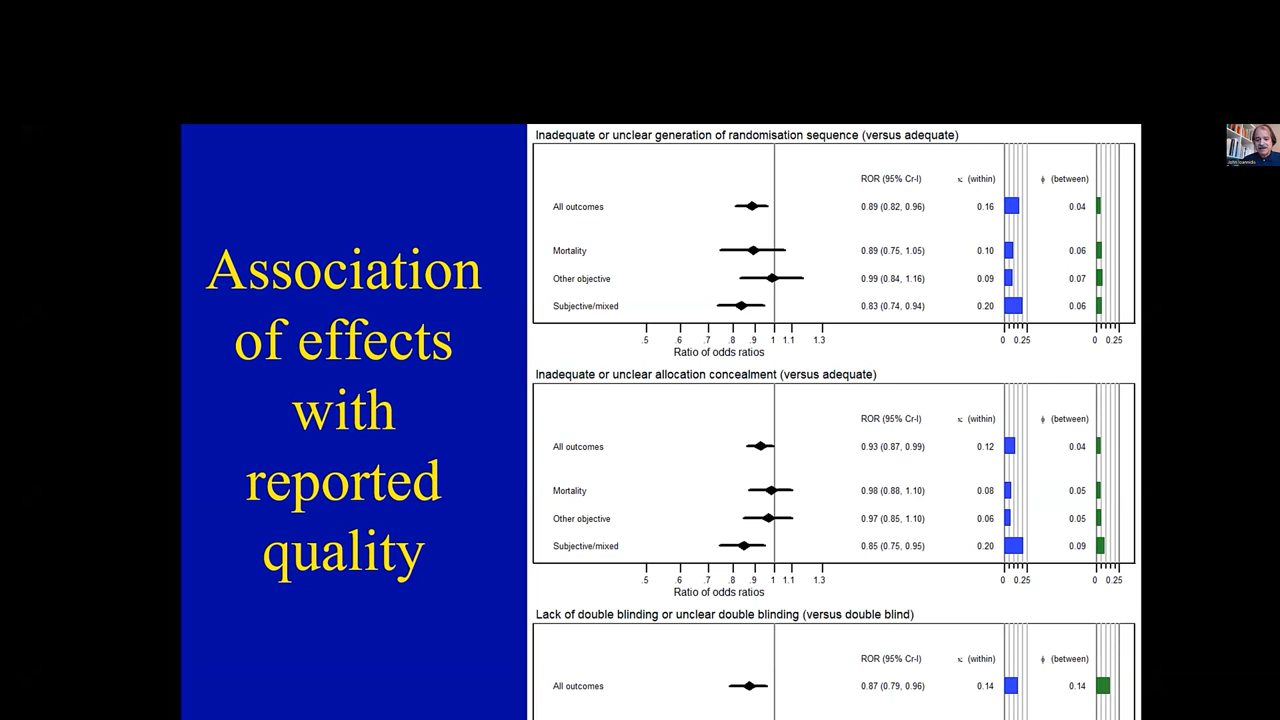 Association
of effects
with
reported
quality
Inadequate or unclear generation of randomisation sequence (versus adequate)
ROR (95% Cr-I) κ (within) ϕ (between)
All outcomes 0.89 (0.82, 0.96) 0.16 0.04
Mortality 0.89 (0.75, 1.05) 0.10 0.06
Other objective 0.99 (0.84, 1.16) 0.09 0.07
Subjective/mixed 0.83 (0.74, 0.94) 0.20 0.06
.5 .6 .7 .8 .9 1 1.1 1.3 0 0.25 0 0.25
Ratio of odds ratios
Inadequate or unclear allocation concealment (versus adequate)
ROR (95% Cr-I) κ (within) ϕ (between)
All outcomes 0.93 (0.87, 0.99) 0.12 0.04
Mortality 0.98 (0.88, 1.10) 0.08 0.05
Other objective 0.97 (0.85, 1.10) 0.06 0.05
Subjective/mixed 0.85 (0.75, 0.95) 0.20 0.09
.5 .6 .7 .8 .9 1 1.1 1.3 0 0.25 0 0.25
Ratio of odds ratios
Lack of double blinding or unclear double blinding (versus double blind)
ROR (95% Cr-I) κ (within) ϕ (between)
All outcomes 0.87 (0.79, 0.96) 0.14 0.14
John Ioannidis